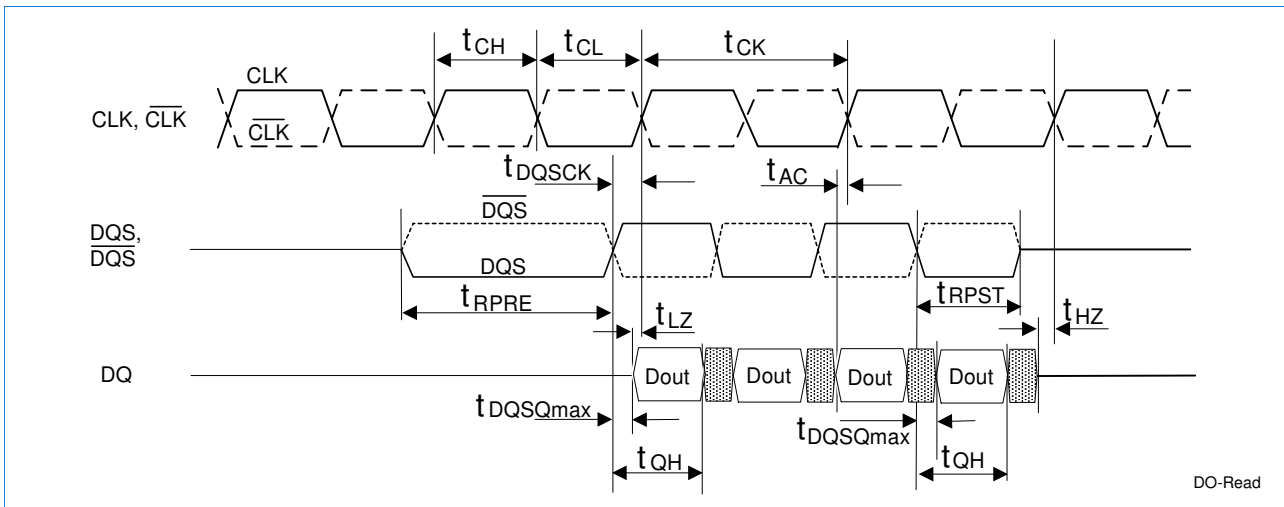 tCH tCL tCK
CLK
CLK, CLK
CLK
tDQSCK
tAC
DQS
DQS,
DQS
DQS
tRPRE
tRPST
tLZ
tHZ
DQ
Dout Dout Dout Dout
tDQSQmax
tDQSQmax
tQH
tQH
DO-Read